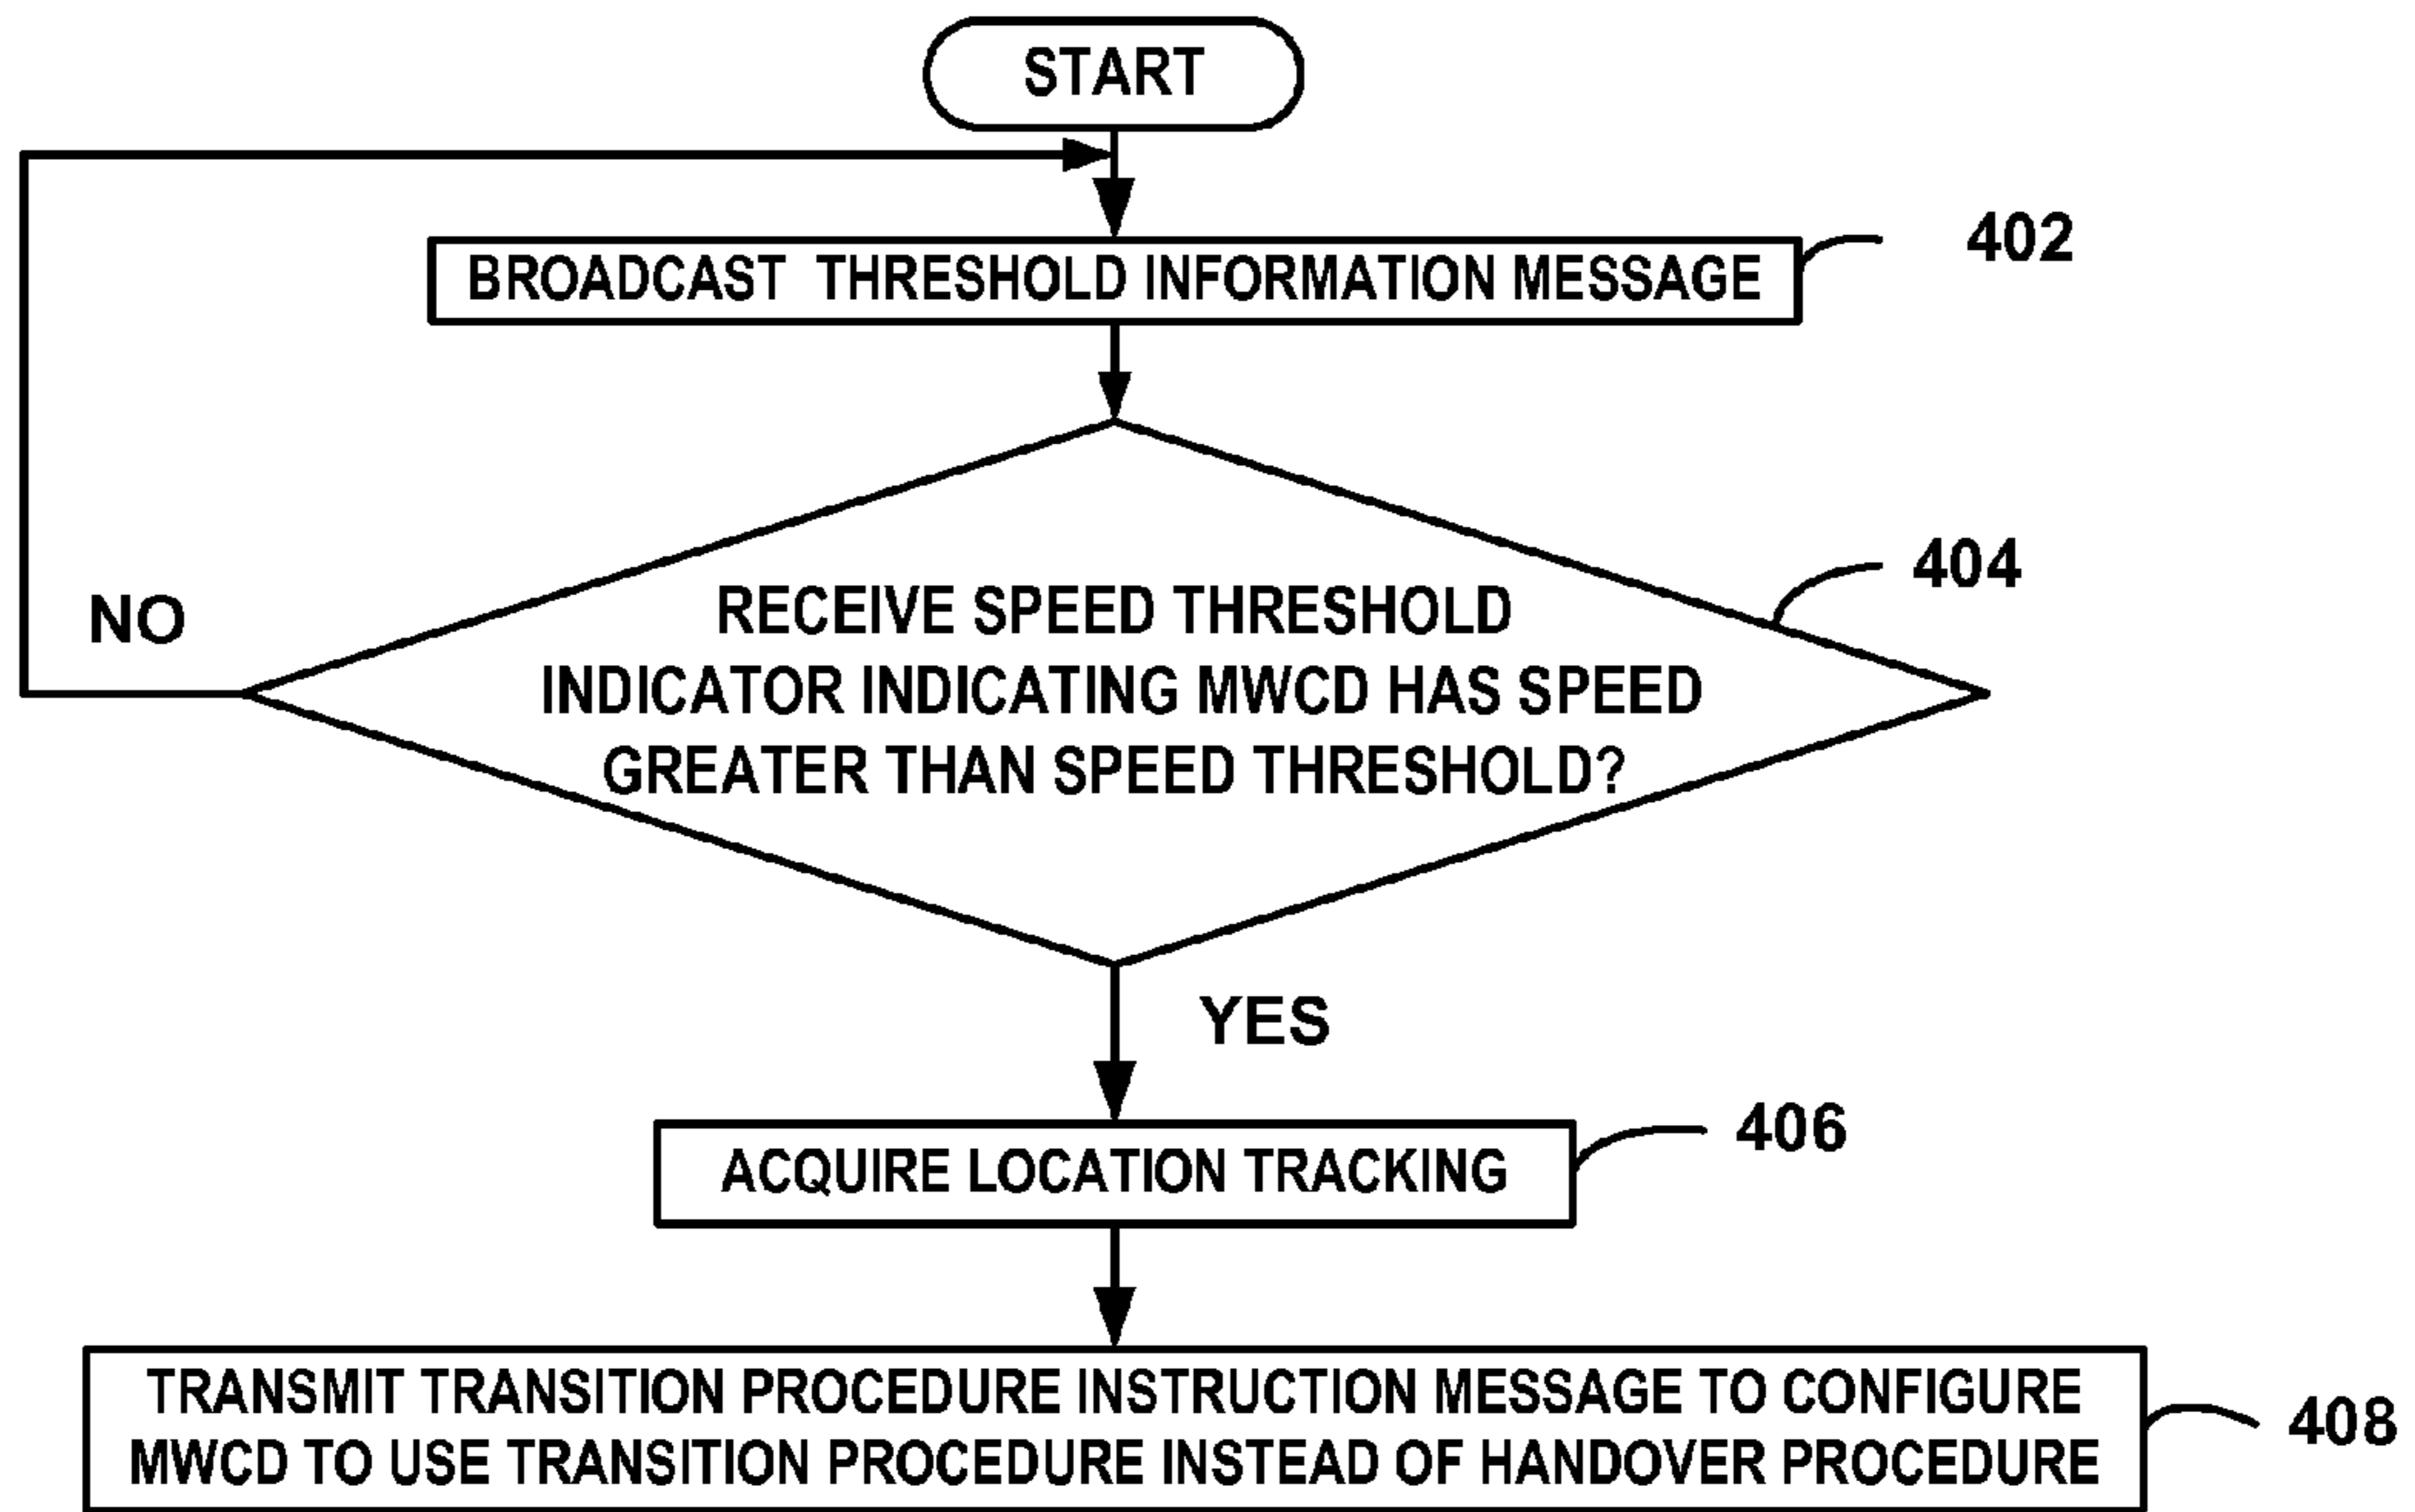 START
BROADCAST THRESHOLD INFORMATION MESSAGE
402
404
RECEIVE SPEED THRESHOLD
INDICATOR INDICATING MWCD HAS SPEED
GREATER THAN SPEED THRESHOLD?
NO
YES
406
ACQUIRE LOCATION TRACKING
TRANSMIT TRANSITION PROCEDURE INSTRUCTION MESSAGE TO CONFIGURE
MWCD TO USE TRANSITION PROCEDURE INSTEAD OF HANDOVER PROCEDURE
408